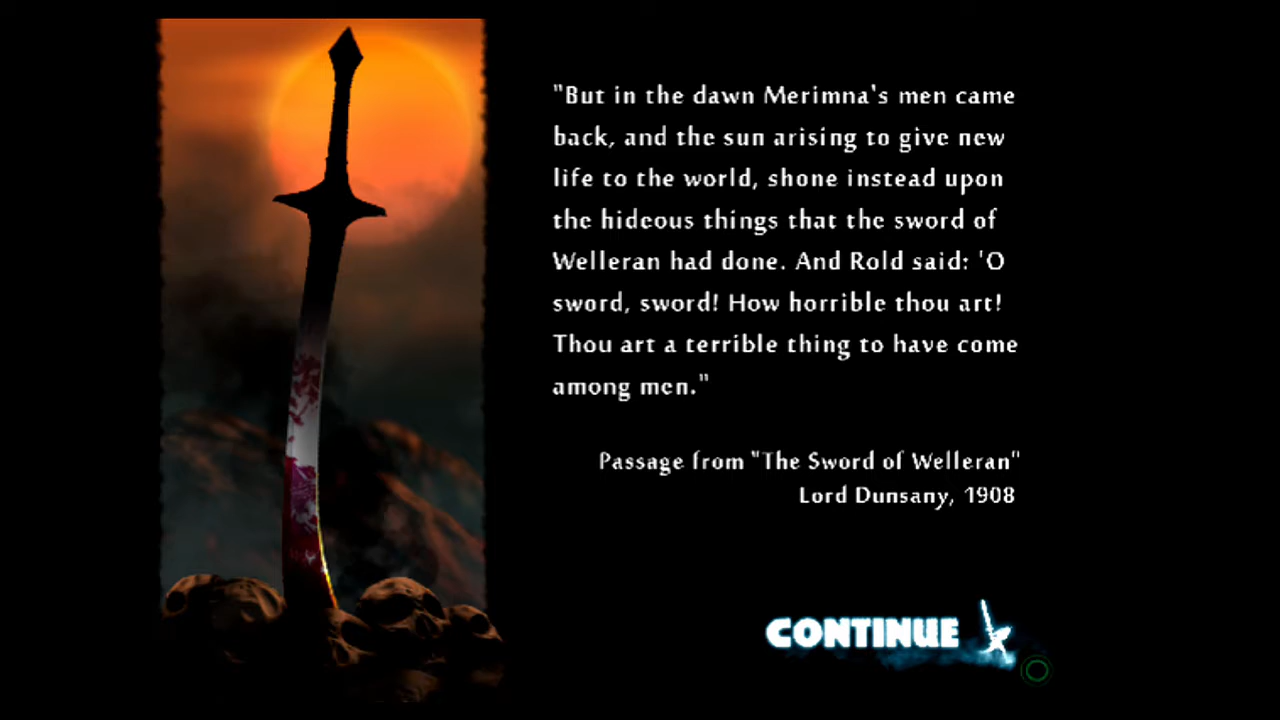 "But in the dawn Merimna's men came
back, and the sun arising to give new
life to the world, shone instead upon
the hideous things that the sword of
Welleran had done. And Rold said: 'O
sword, sword! How horrible thou art!
Thou art a terrible thing to have come
among men."
Passage from "The Sword of Welleran"
Lord Dunsany, 1908
CONTINUE